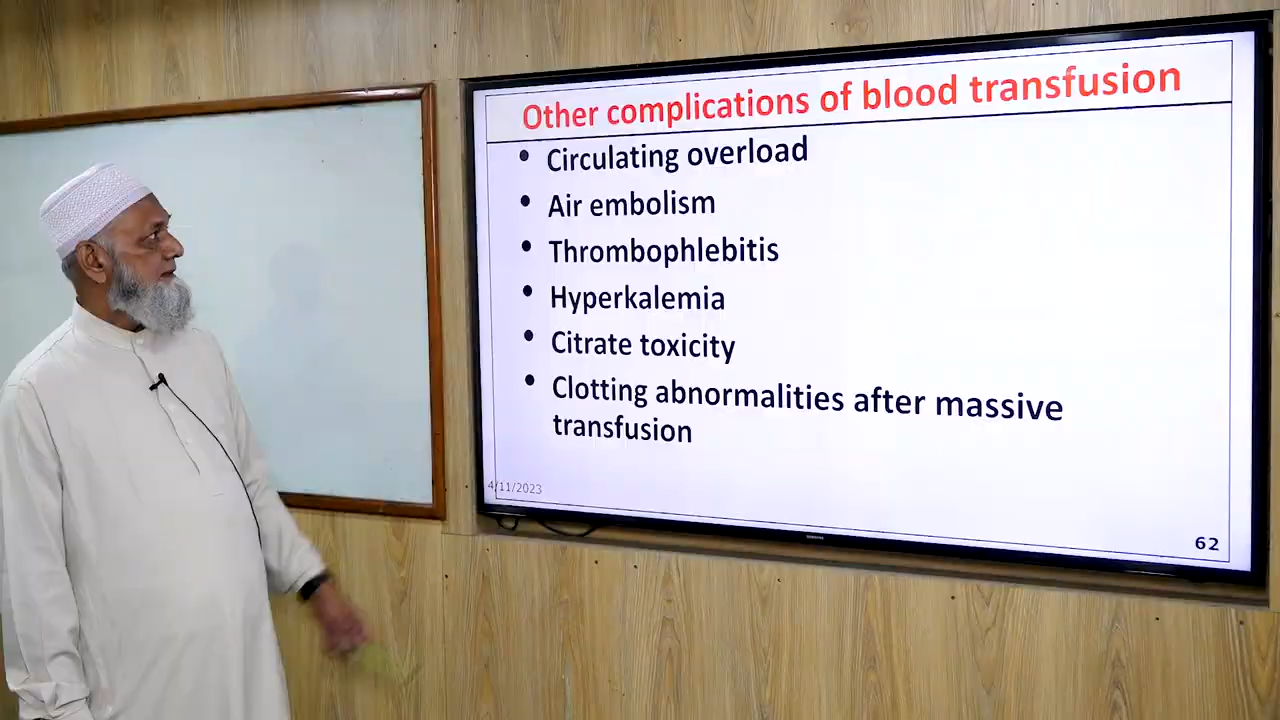 Other complications of blood transfusion
• Circulating overload
• Air embolism
• Thrombophlebitis
• Hyperkalemia
• Citrate toxicity
• Clotting abnormalities after massive
transfusion
4/11/2023
62